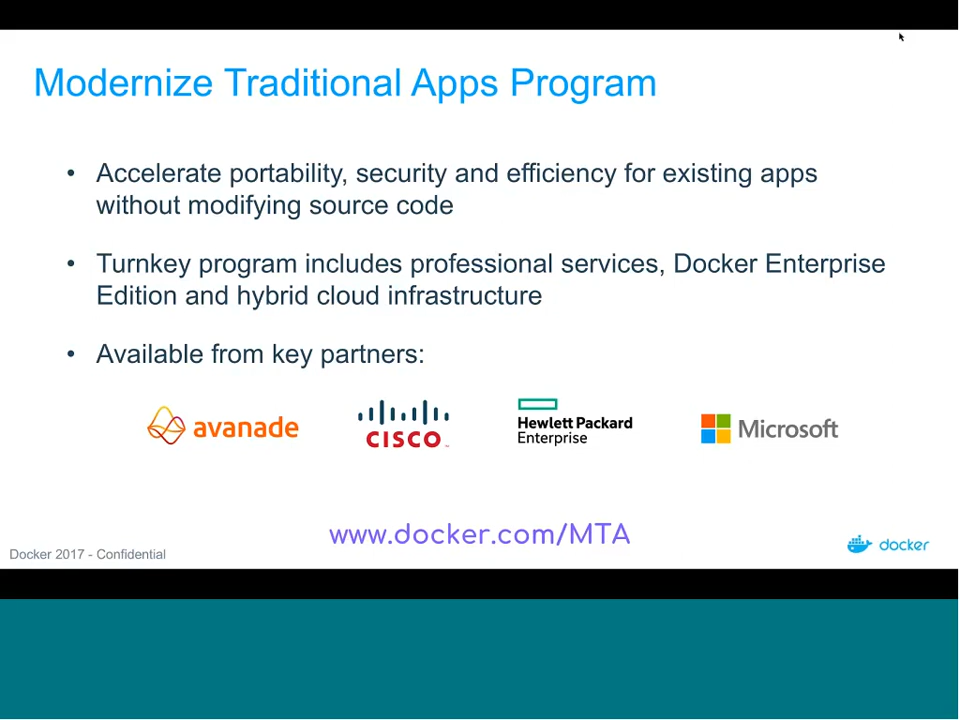 Modernize Traditional Apps Program
• Accelerate portability, security and efficiency for existing apps
without modifying source code
• Turnkey program includes professional services, Docker Enterprise
Edition and hybrid cloud infrastructure
• Available from key partners:
avanade
CISCO
Hewlett Packard
Enterprise
Microsoft
www.docker.com/MTA
Docker 2017 - Confidential
docker